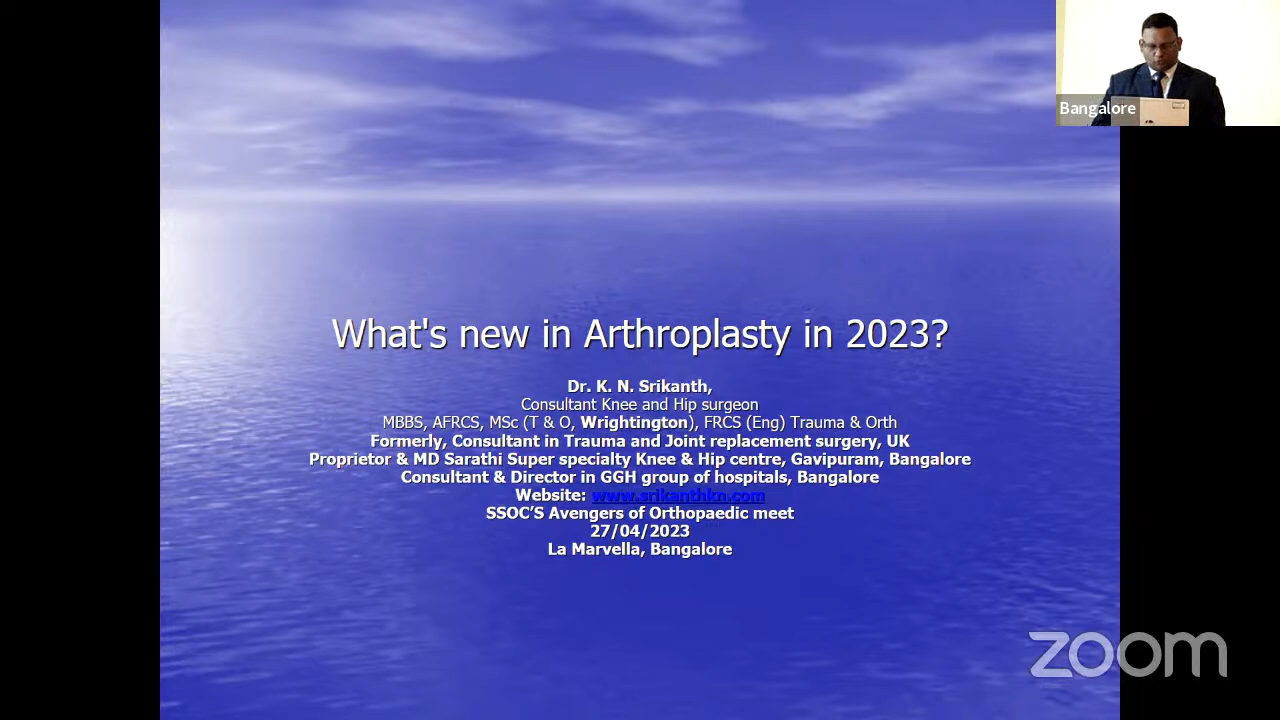 Bangalore
What's new in Arthroplasty in 2023?
Dr. K. N. Srikanth,
Consultant Knee and Hip surgeon
MBBS, AFRCS, MSc (T & O, Wrightington), FRCS (Eng) Trauma & Orth
Formerly, Consultant in Trauma and Joint replacement surgery, UK
Proprietor & MD Sarathi Super specialty Knee & Hip centre, Gavipuram, Bangalore
Consultant & Director in GGH group of hospitals, Bangalore
Website: www.srikanthkn.com
SSOC'S Avengers of Orthopaedic meet
27/04/2023
La Marvella, Bangalore
zoom